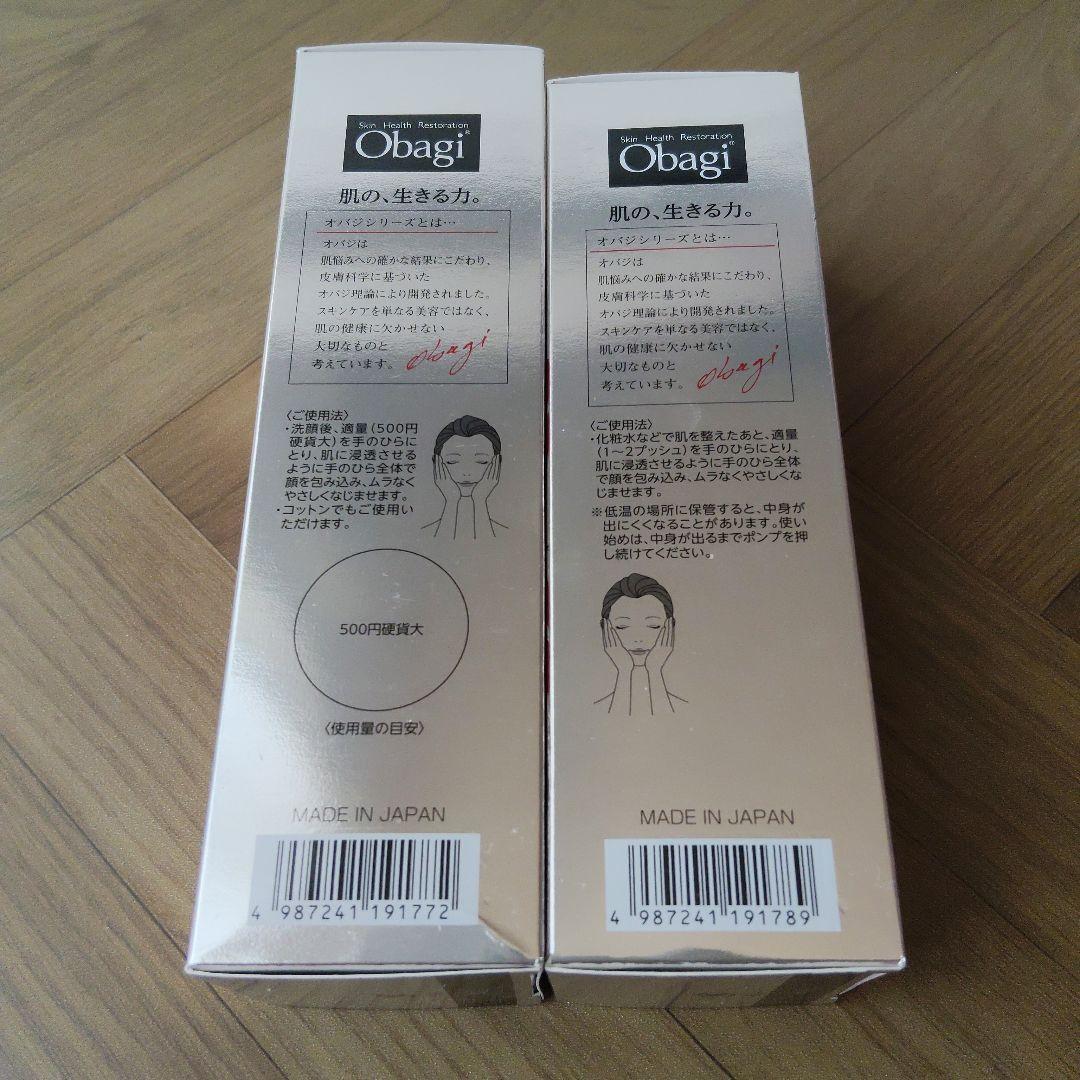 Skin Health Restoration
Obagi®
肌の、生きる力。
オバジシリーズとは…
オバジは
肌悩みへの確かな結果にこだわり、
皮膚科学に基づいた
オバジ理論により開発されました。
スキンケアを単なる美容ではなく、
肌の健康に欠かせない
大切なものと
考えています。
Obagi
〈ご使用法〉
・洗顔後、適量(500円
硬貨大)を手のひらに
とり、肌に浸透させる
ように手のひら全体で
顔を包み込み、ムラなく
やさしくなじませます。
・コットンでもご使用い
ただけます。
500円硬貨大
〈使用量の目安〉
MADE IN JAPAN
4 987241 191772
Skin Health Restoration
Obagi®
肌の、生きる力。
オバジシリーズとは…
オバジは
肌悩みへの確かな結果にこだわり、
皮膚科学に基づいた
オバジ理論により開発されました。
スキンケアを単なる美容ではなく、
肌の健康に欠かせない
大切なものと
考えています。
Obagi
〈ご使用法〉
・化粧水などで肌を整えたあと、適量
(1〜2プッシュ)を手のひらにとり、
肌に浸透させるように手のひら全体
で顔を包み込み、ムラなくやさしくな
じませます。
※低温の場所に保管すると、中身が
出にくくなることがあります。使い
始めは、中身が出るまでポンプを押
し続けてください。
MADE IN JAPAN
4 987241 191789